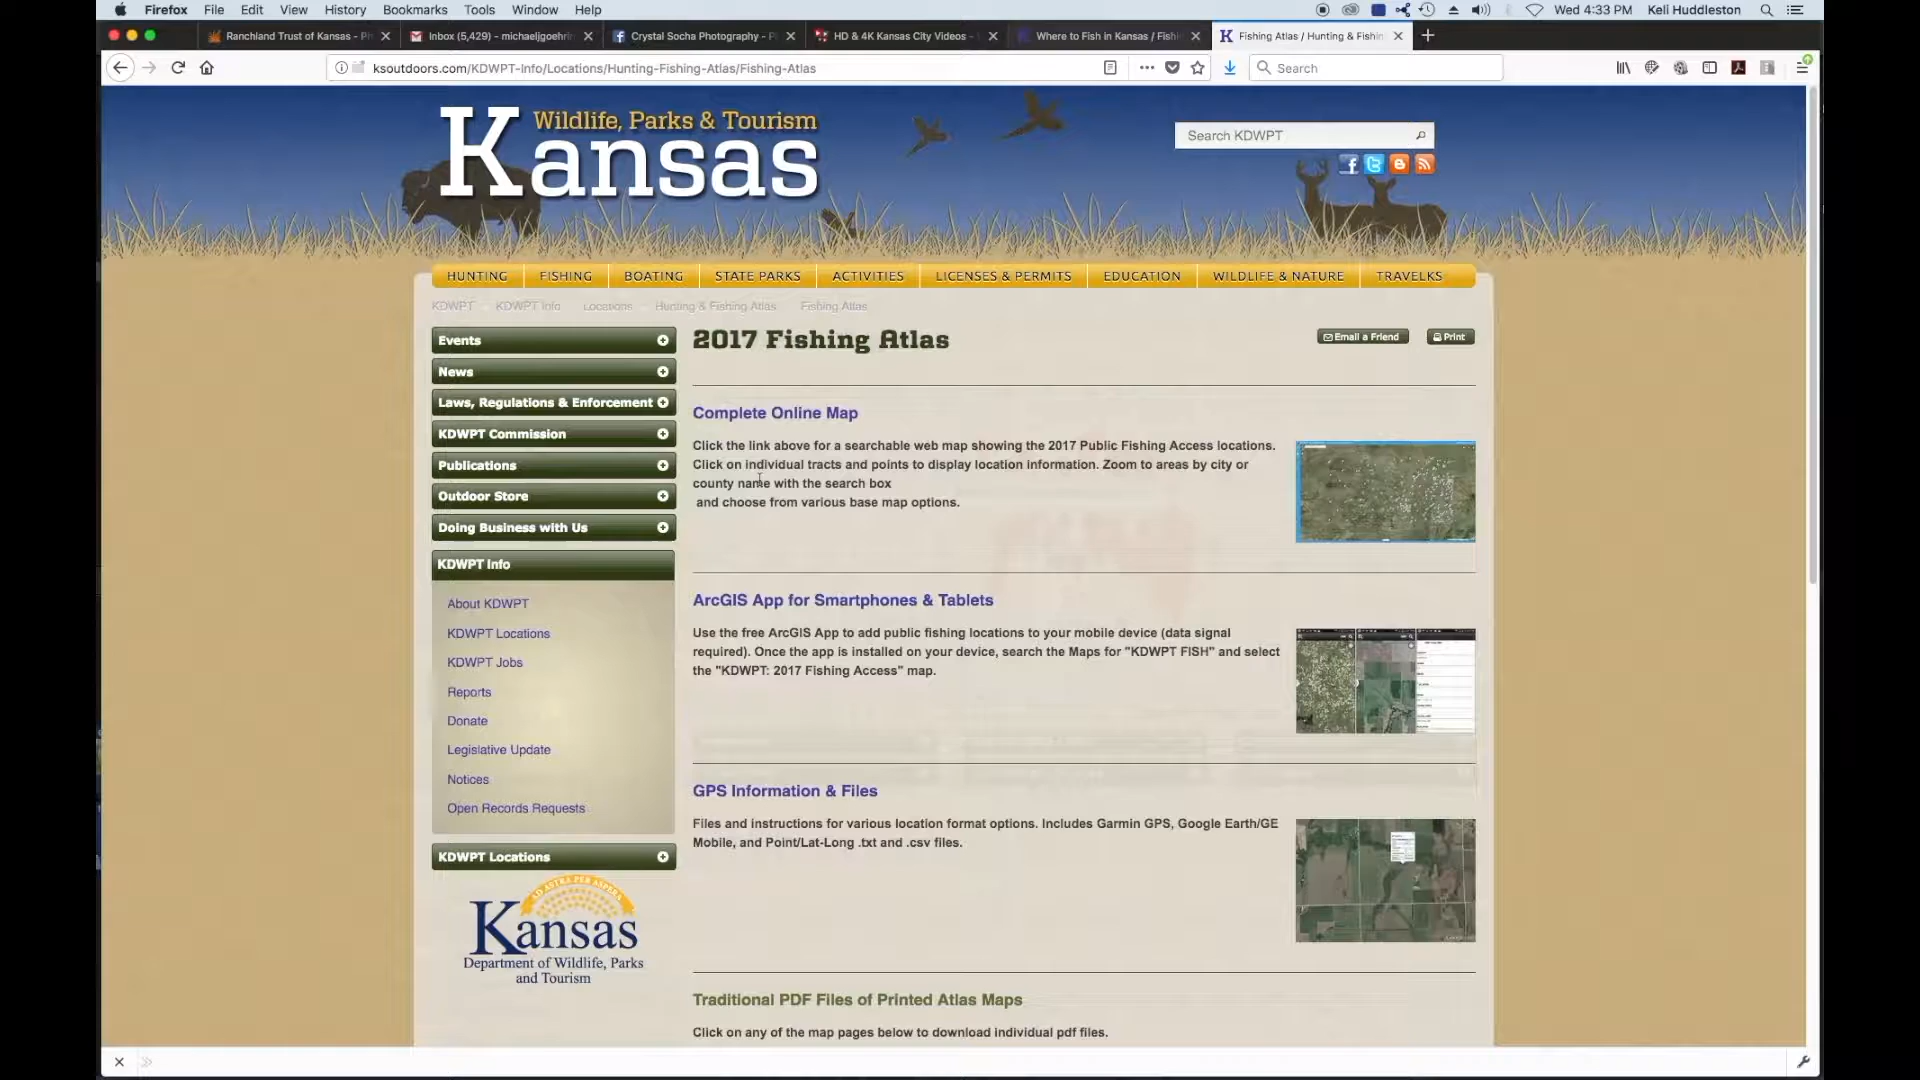 Firefox File Edit View History Bookmarks Tools Window Help
Wed 4:33 PM Keli Huddleston
Ranchland Trust of Kansas - Ph
Inbox (5,429) - michaeljgoehrin
Crystal Socha Photography - P
HD & 4K Kansas City Videos -
Where to Fish in Kansas / Fishi
Fishing Atlas / Hunting & Fishin
ksoutdoors.com/KDWPT-Info/Locations/Hunting-Fishing-Atlas/Fishing-Atlas
Search
Wildlife, Parks & Tourism
Kansas
Search KDWPT
HUNTING FISHING BOATING STATE PARKS ACTIVITIES LICENSES & PERMITS EDUCATION WILDLIFE & NATURE TRAVELKS
KDWPT KDWPT Info Locations Hunting & Fishing Atlas Fishing Atlas
Events
News
Laws, Regulations & Enforcement
KDWPT Commission
Publications
Outdoor Store
Doing Business with Us
KDWPT Info
About KDWPT
KDWPT Locations
KDWPT Jobs
Reports
Donate
Legislative Update
Notices
Open Records Requests
KDWPT Locations
AD ASTRA PER ASPERA
Kansas
Department of Wildlife, Parks
and Tourism
2017 Fishing Atlas
Email a Friend
Print
Complete Online Map
Click the link above for a searchable web map showing the 2017 Public Fishing Access locations.
Click on individual tracts and points to display location information. Zoom to areas by city or
county name with the search box
and choose from various base map options.
ArcGIS App for Smartphones & Tablets
Use the free ArcGIS App to add public fishing locations to your mobile device (data signal
required). Once the app is installed on your device, search the Maps for "KDWPT FISH" and select
the "KDWPT: 2017 Fishing Access" map.
GPS Information & Files
Files and instructions for various location format options. Includes Garmin GPS, Google Earth/GE
Mobile, and Point/Lat-Long .txt and .csv files.
Traditional PDF Files of Printed Atlas Maps
Click on any of the map pages below to download individual pdf files.